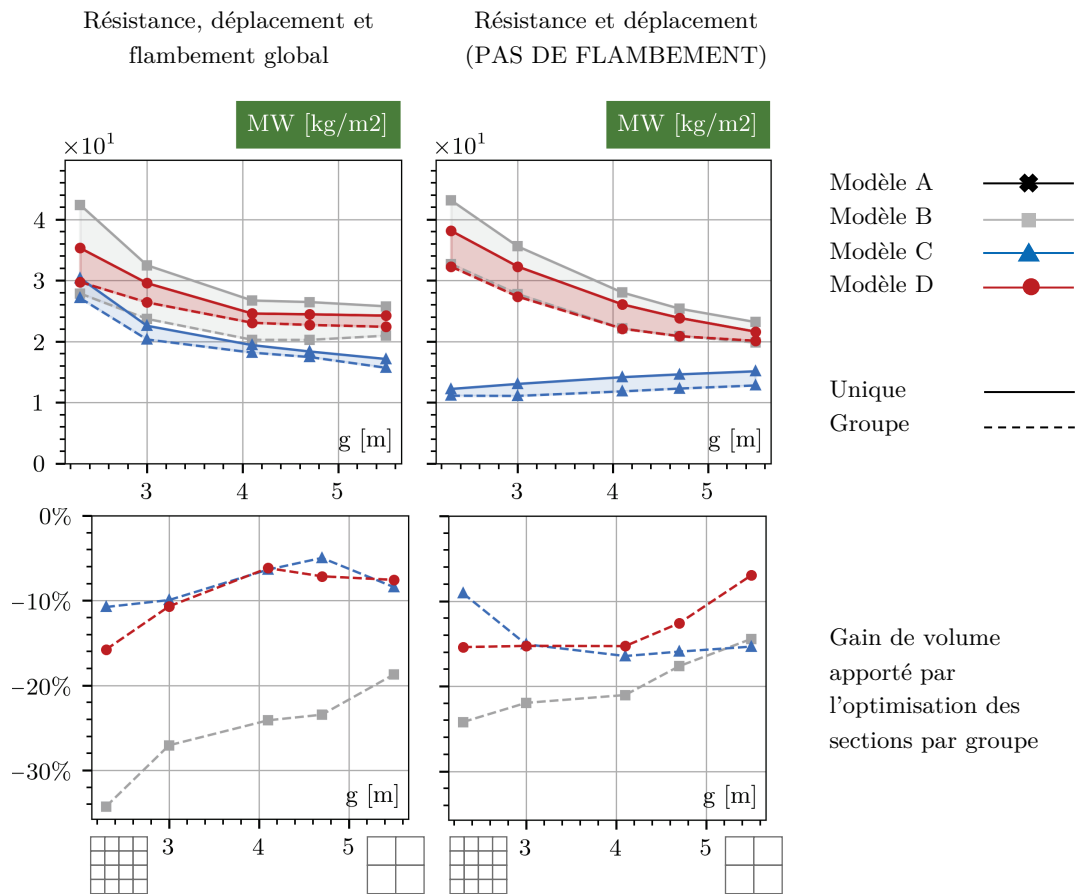 Résistance, déplacement et
flambement global
Résistance et déplacement
(PAS DE FLAMBEMENT)
MW [kg/m2]
MW [kg/m2]
×10¹
×10¹
4
3
2
1
0
g [m]
g [m]
3 4 5
3 4 5
Modèle A
Modèle B
Modèle C
Modèle D
Unique
Groupe
0%
−10%
−20%
−30%
g [m]
g [m]
3 4 5
3 4 5
Gain de volume
apporté par
l'optimisation des
sections par groupe